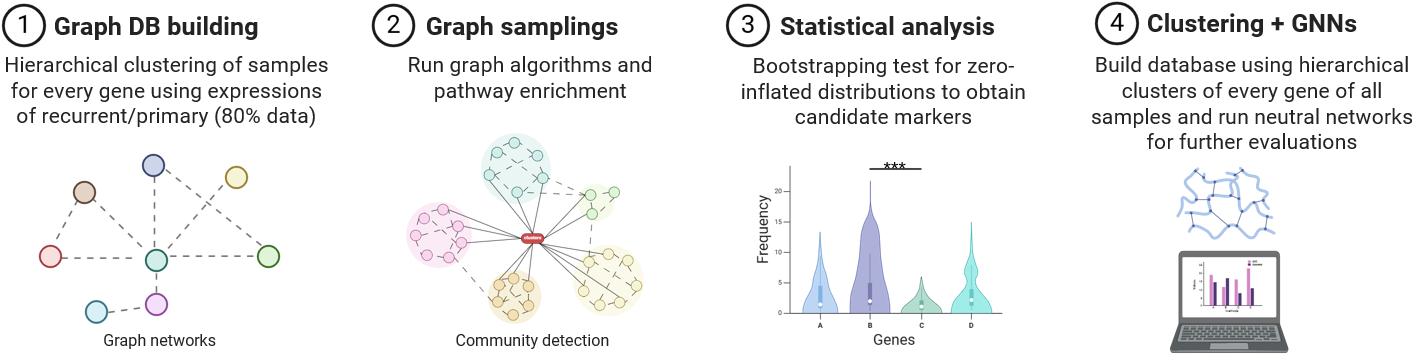 1 Graph DB building
Hierarchical clustering of samples
for every gene using expressions
of recurrent/primary (80% data)
Graph networks
2 Graph samplings
Run graph algorithms and
pathway enrichment
clusters
Community detection
3 Statistical analysis
Bootstrapping test for zero-
inflated distributions to obtain
candidate markers
***
Frequency
20
15
10
5
0
A B C D
Genes
4 Clustering + GNNs
Build database using hierarchical
clusters of every gene of all
samples and run neutral networks
for further evaluations